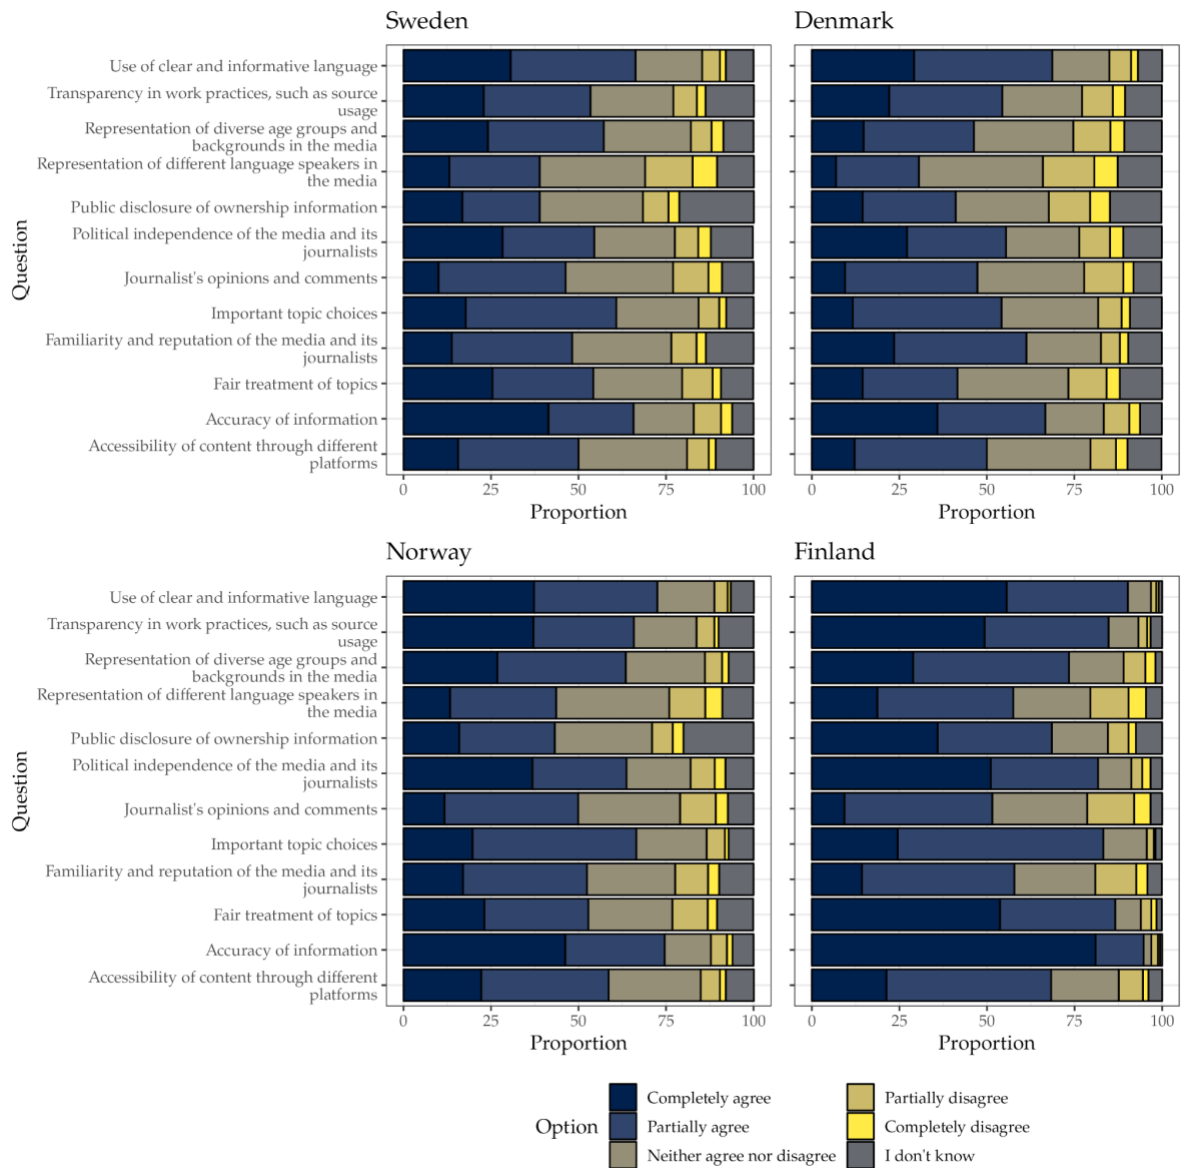 Sweden
Denmark
Question
Use of clear and informative language
Transparency in work practices, such as source
usage
Representation of diverse age groups and
backgrounds in the media
Representation of different language speakers in
the media
Public disclosure of ownership information
Political independence of the media and its
journalists
Journalist's opinions and comments
Important topic choices
Familiarity and reputation of the media and its
journalists
Fair treatment of topics
Accuracy of information
Accessibility of content through different
platforms
0 25 50 75 100
0 25 50 75 100
Proportion
Proportion
Norway
Finland
Question
Use of clear and informative language
Transparency in work practices, such as source
usage
Representation of diverse age groups and
backgrounds in the media
Representation of different language speakers in
the media
Public disclosure of ownership information
Political independence of the media and its
journalists
Journalist's opinions and comments
Important topic choices
Familiarity and reputation of the media and its
journalists
Fair treatment of topics
Accuracy of information
Accessibility of content through different
platforms
0 25 50 75 100
0 25 50 75 100
Proportion
Proportion
Option
Completely agree
Partially agree
Neither agree nor disagree
Partially disagree
Completely disagree
I don't know